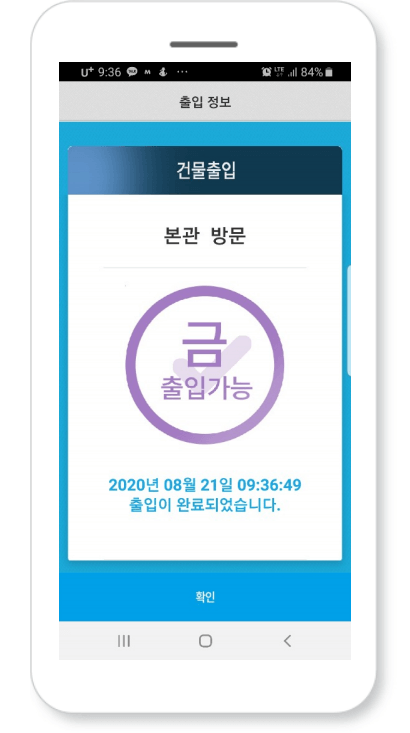 U+ 9:36 M ··· LTE 84%
출입 정보
건물출입
본관 방문
금
출입가능
2020년 08월 21일 09:36:49
출입이 완료되었습니다.
확인